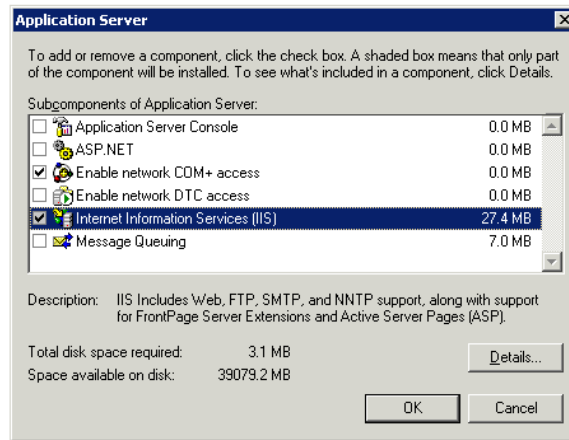 Application Server
To add or remove a component, click the check box. A shaded box means that only part
of the component will be installed. To see what's included in a component, click Details.
Subcomponents of Application Server:
Application Server Console 0.0 MB
ASP.NET 0.0 MB
Enable network COM+ access 0.0 MB
Enable network DTC access 0.0 MB
Internet Information Services (IIS) 27.4 MB
Message Queuing 7.0 MB
Description: IIS Includes Web, FTP, SMTP, and NNTP support, along with support
for FrontPage Server Extensions and Active Server Pages (ASP).
Total disk space required: 3.1 MB
Details...
Space available on disk: 39079.2 MB
OK Cancel